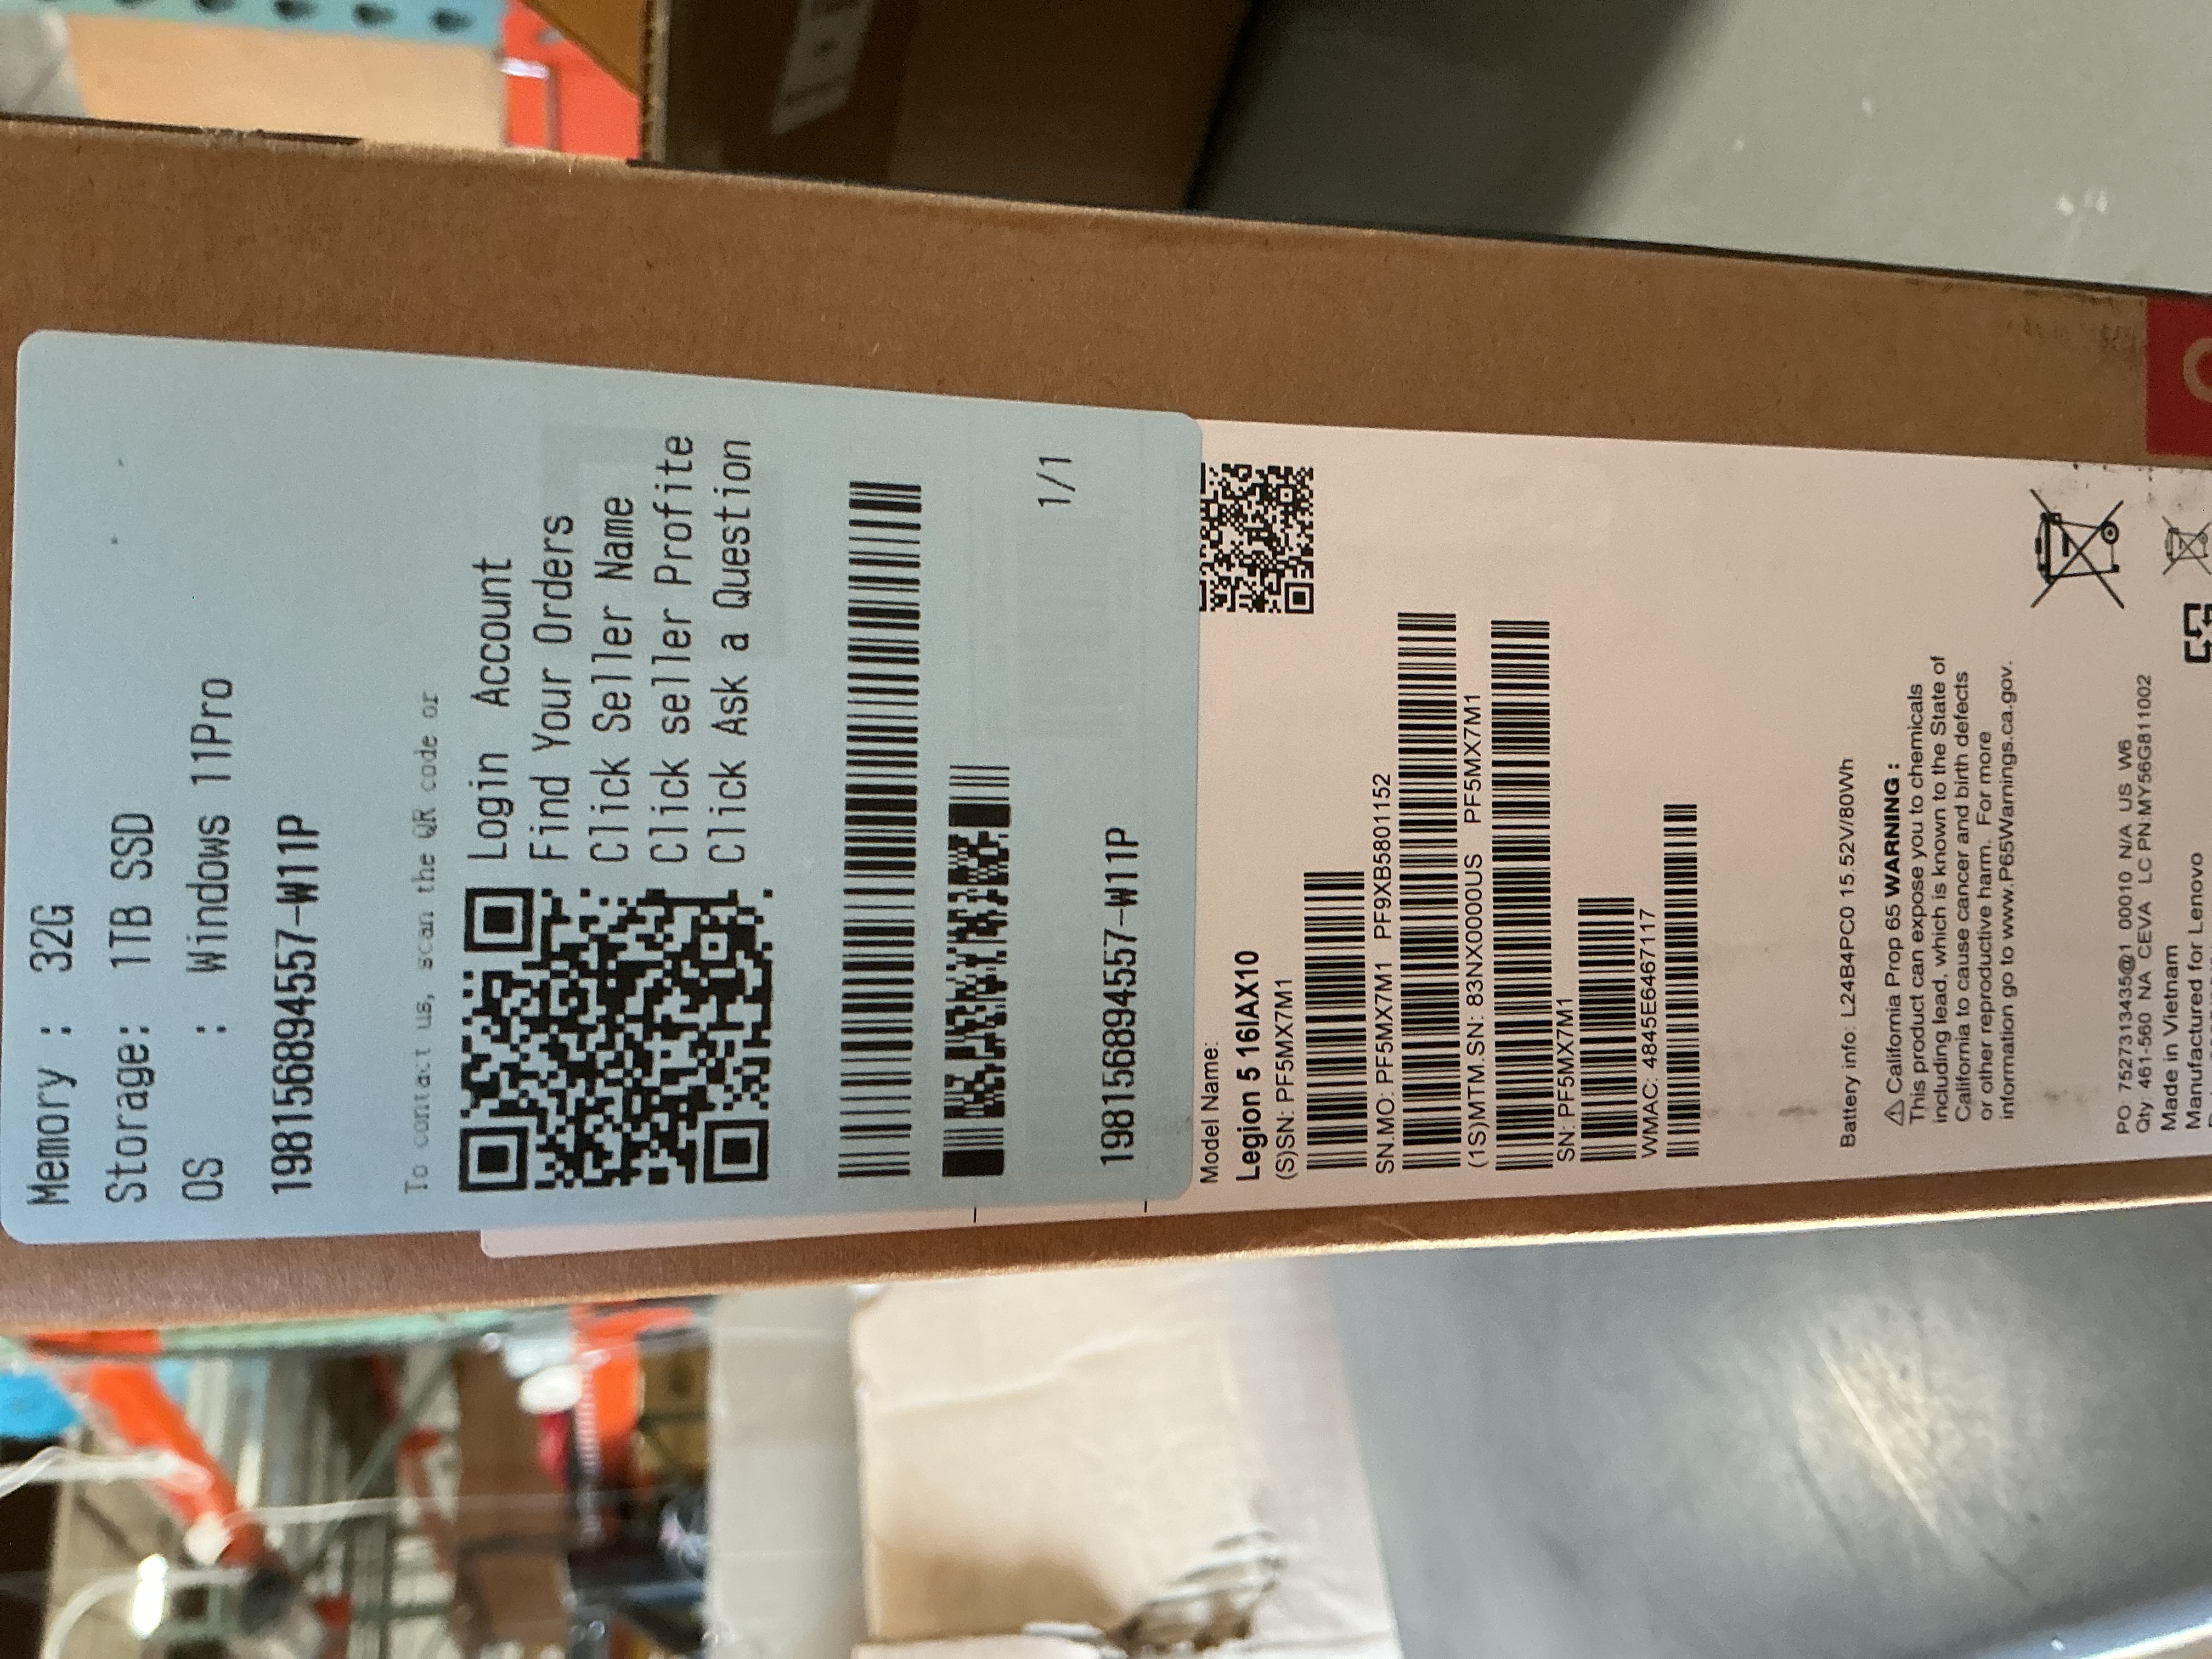 Memory : 32G
Storage: 1TB SSD
OS : Windows 11Pro
198156894557-W11P
To contact us, scan the QR code or
Login Account
Find Your Orders
Click Seller Name
Click seller Profite
Click Ask a Question
1/1
198156894557-W11P
Model Name:
Legion 5 16IAX10
(S)SN: PF5MX7M1
SN.MO: PF5MX7M1 PF9XB5801152
(1S)MTM.SN: 83NX0000US PF5MX7M1
SN: PF5MX7M1
WMAC: 4845E6467117
Battery info: L24B4PC0 15.52V/80Wh
⚠ California Prop 65 WARNING :
This product can expose you to chemicals
including lead, which is known to the State of
California to cause cancer and birth defects
or other reproductive harm. For more
information go to www.P65Warnings.ca.gov.
PO: 7527313435@1 00010 N/A US W6
Qty: 461-560 NA CEVA LC PN:MY56G811002
Made in Vietnam
Manufactured for Lenovo